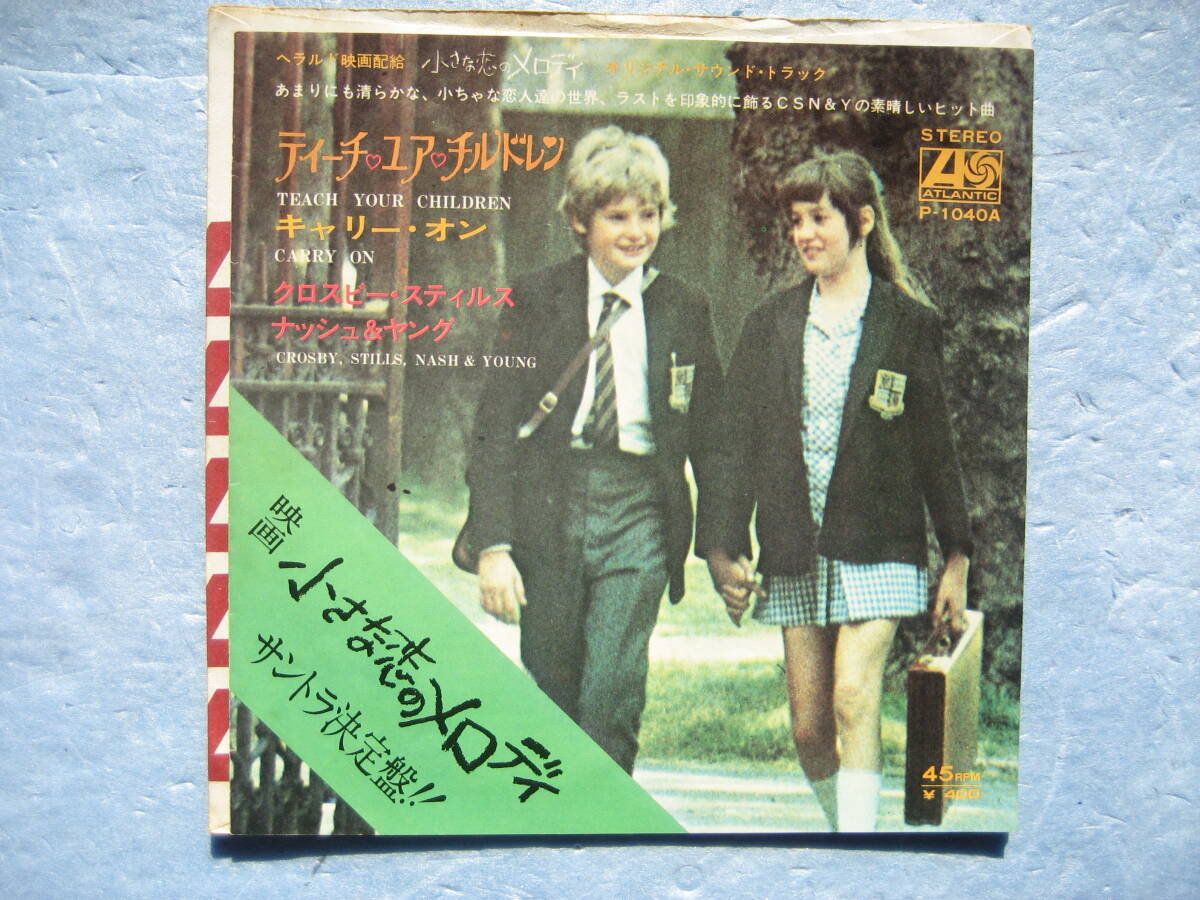 ヘラルド映画配給 小さな恋のメロディ オリジナル・サウンド・トラック
あまりにも清らかな、小ちゃな恋人達の世界、ラストを印象的に飾るCSN&Yの素晴しいヒット曲
ティーチ♡ユア♡チルドレン
TEACH YOUR CHILDREN
キャリー・オン
CARRY ON
クロスビー・スティルス
ナッシュ&ヤング
CROSBY, STILLS, NASH & YOUNG
STEREO
ATLANTIC
P-1040A
映画
小さな恋のメロディ
サントラ決定盤!!
45RPM
¥ 400